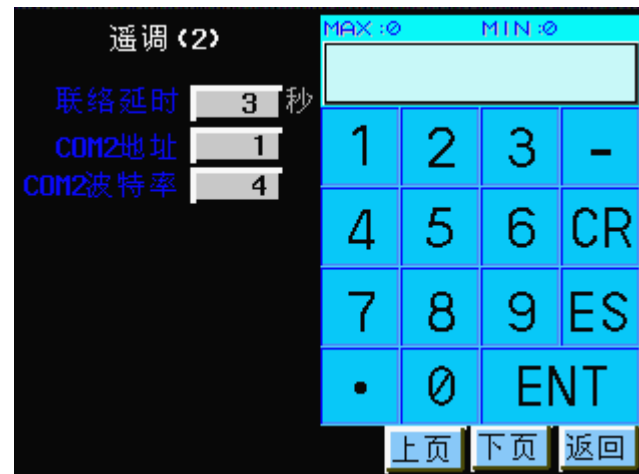 遥调(2)
联络延时 3 秒
COM2地址 1
COM2波特率 4
MAX :0 MIN :0
1 2 3 -
4 5 6 CR
7 8 9 ES
• 0 ENT
上页 下页 返回